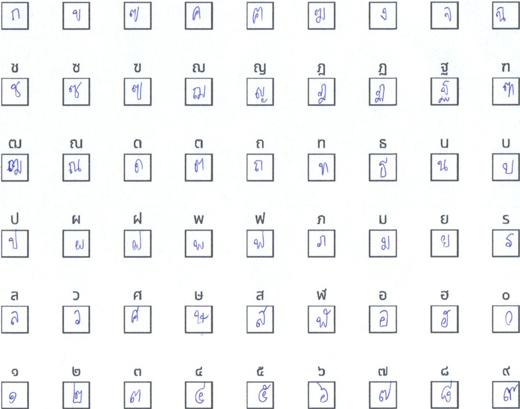 ก ข ฃ ค ฅ ฆ ง จ ฉ
ช ซ ฃ ฌ ญ ฎ ฏ ฐ ฑ
ช ซ ฃ ฌ ญ ฎ ฏ ฐ ฑ
ฒ ณ ด ต ถ ท ธ น บ
ฒ ณ ด ต ถ ท ธ น บ
ป ผ ฝ พ ฟ ภ ม ย ร
ป ผ ฝ พ ฟ ภ ม ย ร
ล ว ศ ษ ส ฬ อ ฮ ๐
ล ว ศ ษ ส ฬ อ ฮ ๐
๑ ๒ ๓ ๔ ๕ ๖ ๗ ๘ ๙
๑ ๒ ๓ ๔ ๕ ๖ ๗ ๘ ๙